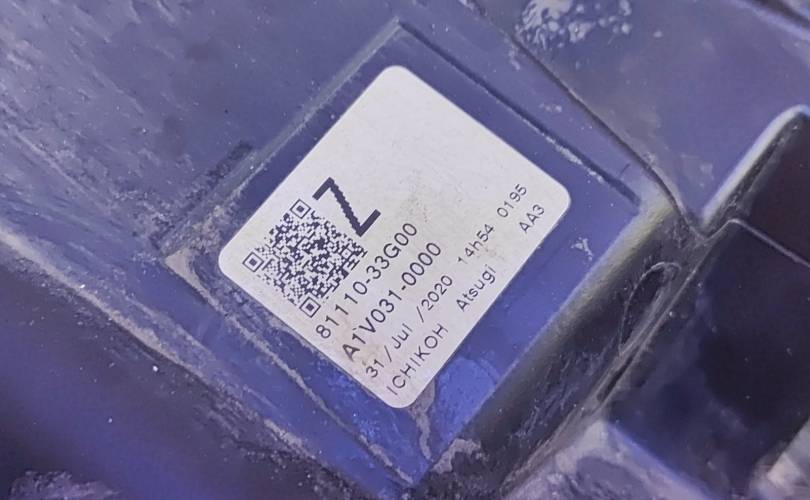 Z
81110-33G00
A1V031-0000
31/Jul /2020 14h54 0195
ICHIKOH Atsugi AA3